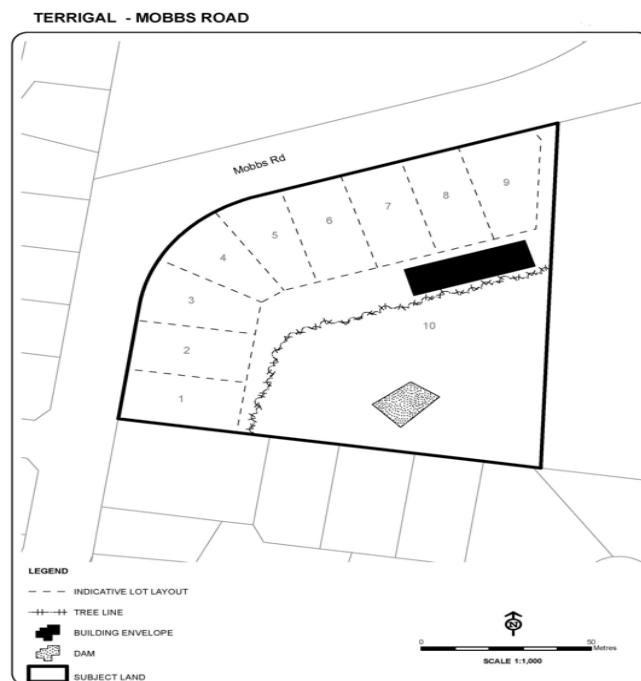 TERRIGAL - MOBBS ROAD
Mobbs Rd
9
8
7
6
5
4
3
2
1
10
LEGEND
INDICATIVE LOT LAYOUT
TREE LINE
BUILDING ENVELOPE
DAM
SUBJECT LAND
N
0 50
Metres
SCALE 1:1,000